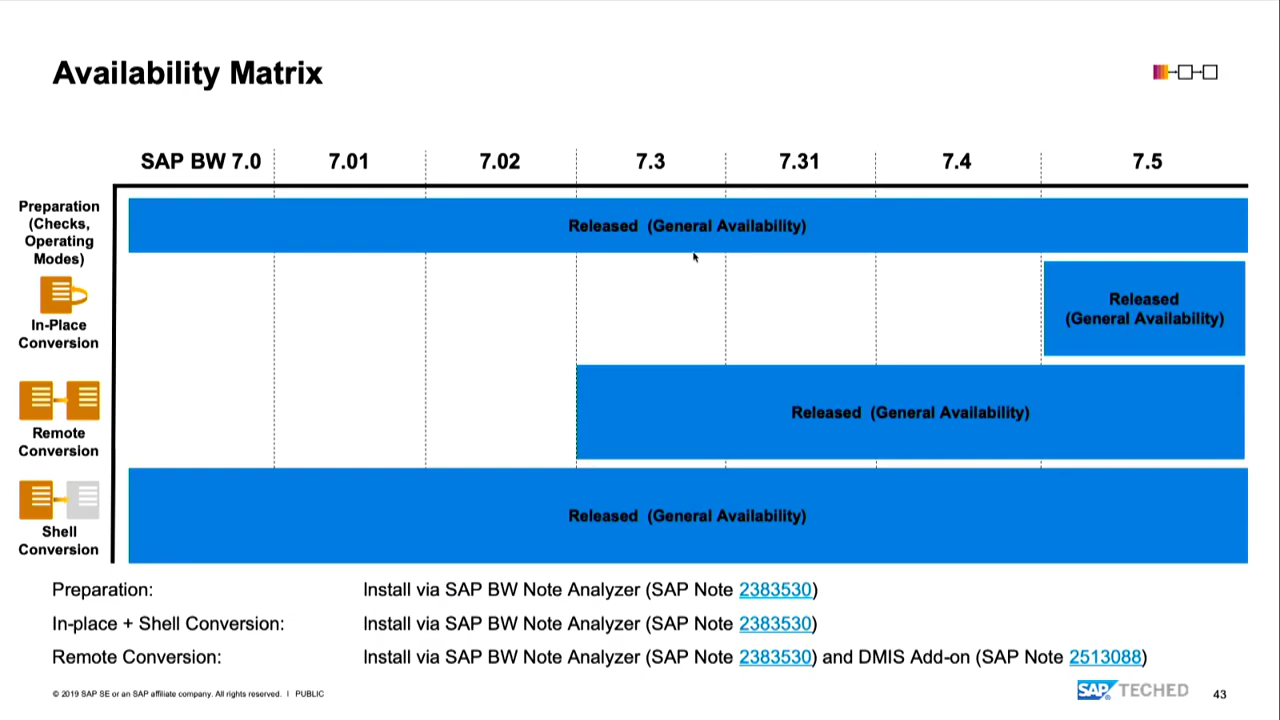 Availability Matrix
SAP BW 7.0 7.01 7.02 7.3 7.31 7.4 7.5
Preparation
(Checks,
Operating
Modes)
Released (General Availability)
In-Place
Conversion
Released
(General Availability)
Remote
Conversion
Released (General Availability)
Shell
Conversion
Released (General Availability)
Preparation: Install via SAP BW Note Analyzer (SAP Note 2383530)
In-place + Shell Conversion: Install via SAP BW Note Analyzer (SAP Note 2383530)
Remote Conversion: Install via SAP BW Note Analyzer (SAP Note 2383530) and DMIS Add-on (SAP Note 2513088)
© 2019 SAP SE or an SAP affiliate company. All rights reserved. | PUBLIC
SAP TECHED
43